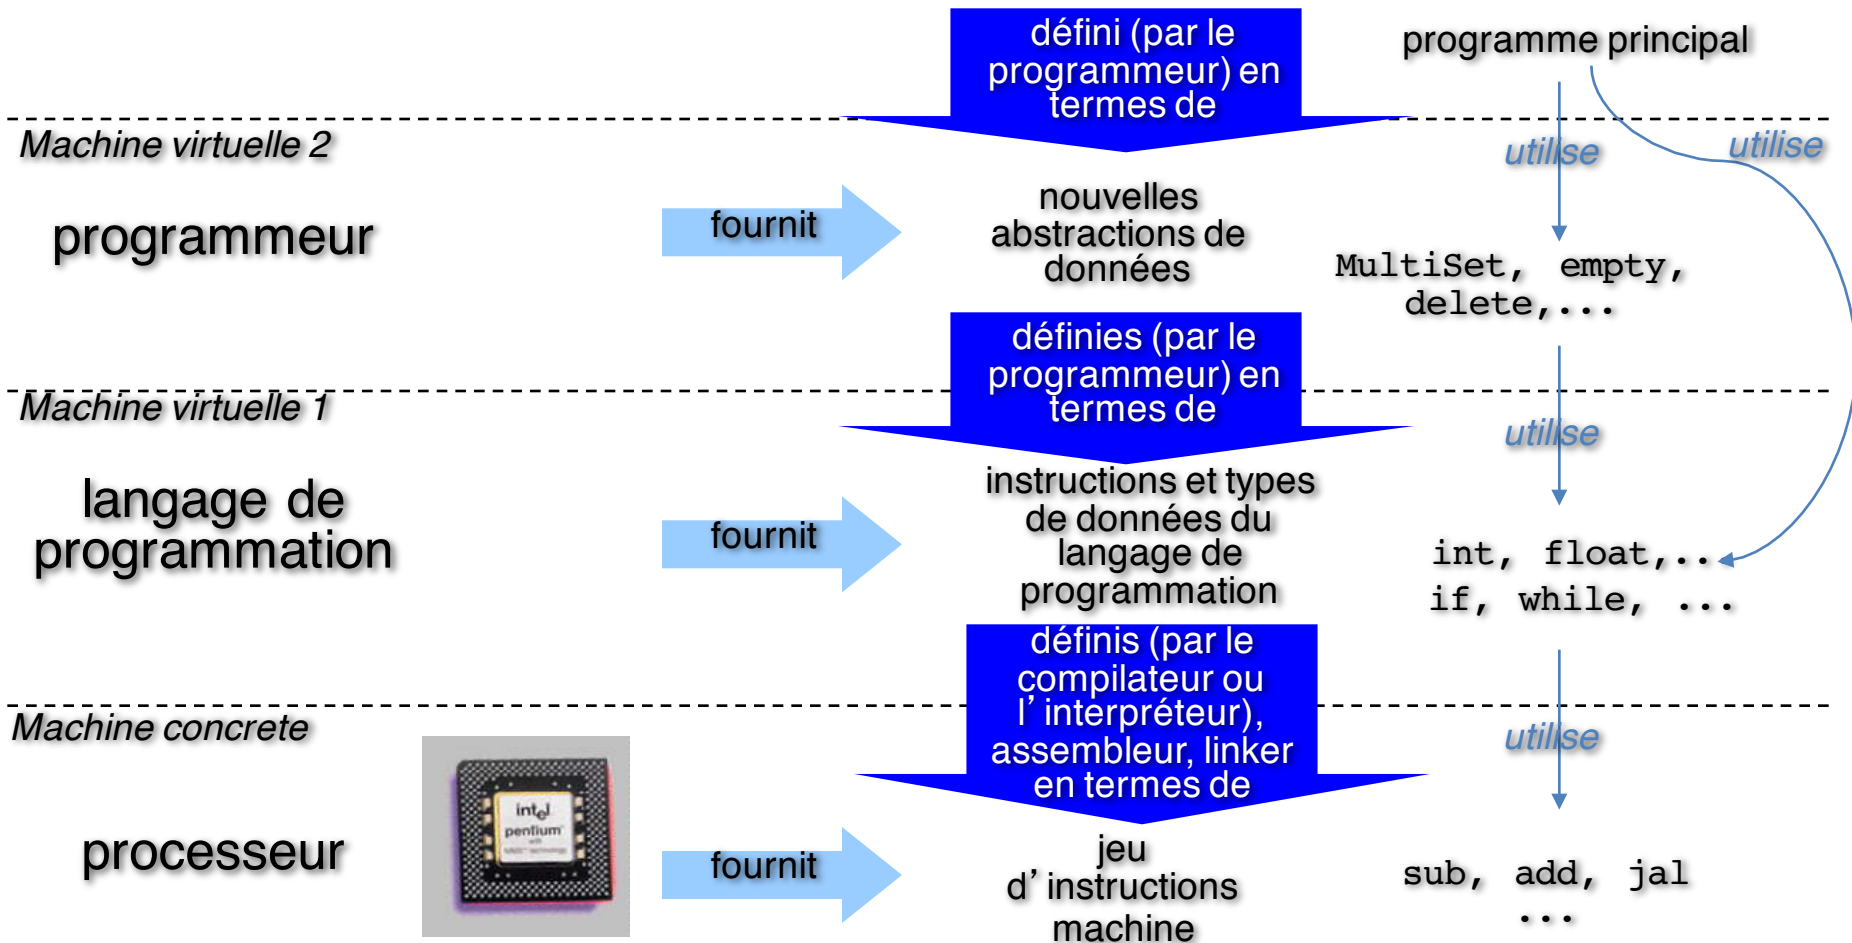 défini (par le
programmeur) en
termes de
programme principal
Machine virtuelle 2
utilise
utilise
programmeur
fournit
nouvelles
abstractions de
données
MultiSet, empty,
delete,...
définies (par le
programmeur) en
termes de
Machine virtuelle 1
utilise
langage de
programmation
fournit
instructions et types
de données du
langage de
programmation
int, float,..
if, while, ...
définis (par le
compilateur ou
l’interpréteur),
assembleur, linker
en termes de
Machine concrete
utilise
intel
pentium
with
technology
processeur
fournit
jeu
d’instructions
machine
sub, add, jal
...